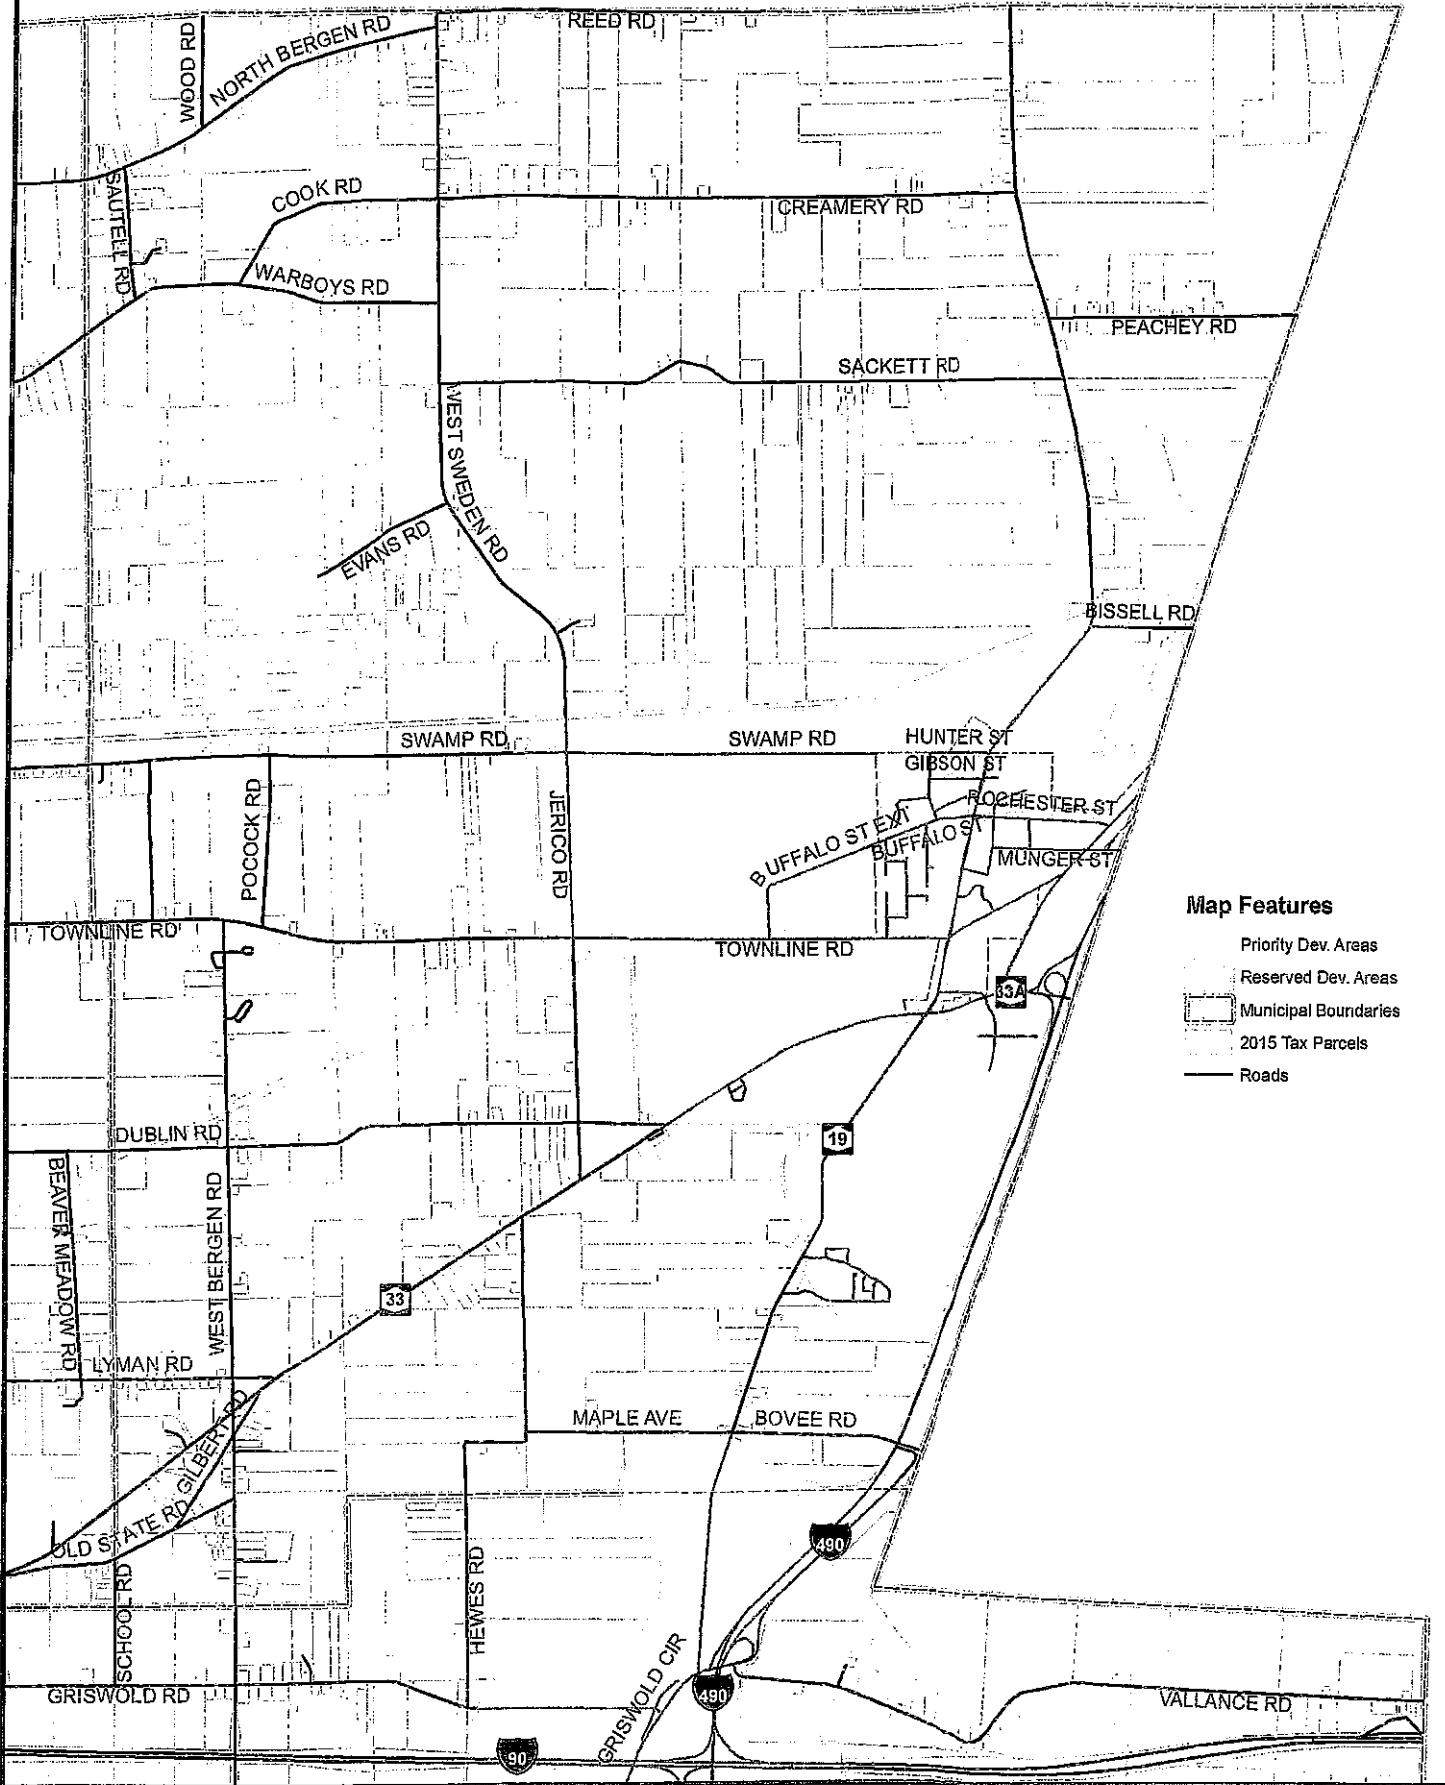 REED RD
WOOD RD
NORTH BERGEN RD
SAUTELL RD
COOK RD
CREAMERY RD
WARBOYS RD
PEACHEY RD
SACKETT RD
WEST SWEDEN RD
EVANS RD
BISSELL RD
SWAMP RD
SWAMP RD
HUNTER ST
GIBSON ST
POCOCK RD
JERICO RD
ROCHESTER ST
BUFFALO ST EXT
BUFFALO ST
MUNGER ST
Map Features
TOWNLINE RD
TOWNLINE RD
Priority Dev. Areas
Reserved Dev. Areas
33A
Municipal Boundaries
2015 Tax Parcels
Roads
DUBLIN RD
19
BEAVER MEADOW RD
WEST BERGEN RD
33
LYMAN RD
GILBERT RD
MAPLE AVE
BOVEE RD
OLD STATE RD
490
SCHOOL RD
HEWES RD
GRISWOLD CIR
GRISWOLD RD
490
VALLANCE RD
90